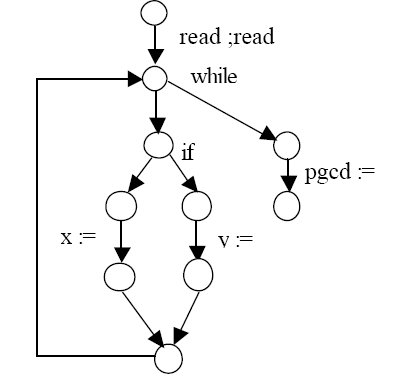 read ;read
while
if
pgcd :=
x :=
v :=